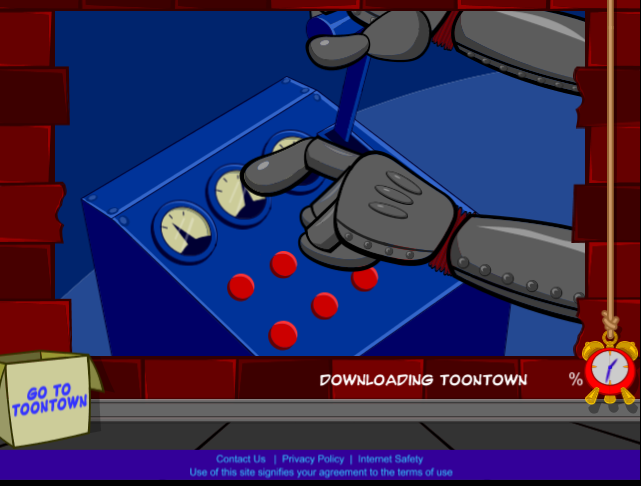 DOWNLOADING TOONTOWN %
GO TO
TOONTOWN
Contact Us | Privacy Policy | Internet Safety
Use of this site signifies your agreement to the terms of use